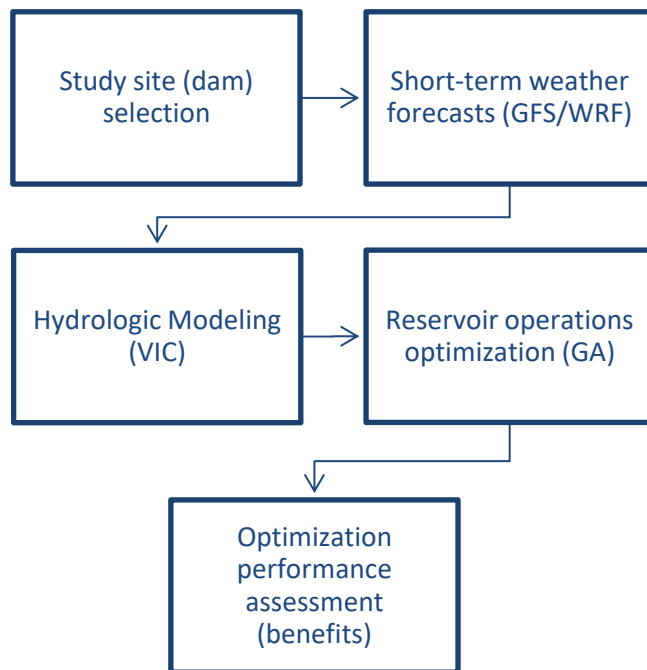 Study site (dam)
selection
Short-term weather
forecasts (GFS/WRF)
Hydrologic Modeling
(VIC)
Reservoir operations
optimization (GA)
Optimization
performance
assessment
(benefits)